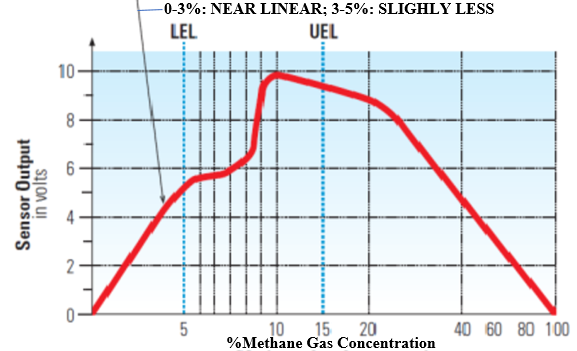 0-3%: NEAR LINEAR; 3-5%: SLIGHLY LESS
LEL UEL
10
8
6
4
2
0
Sensor Output
in volts
5 10 15 20 40 60 80 100
%Methane Gas Concentration